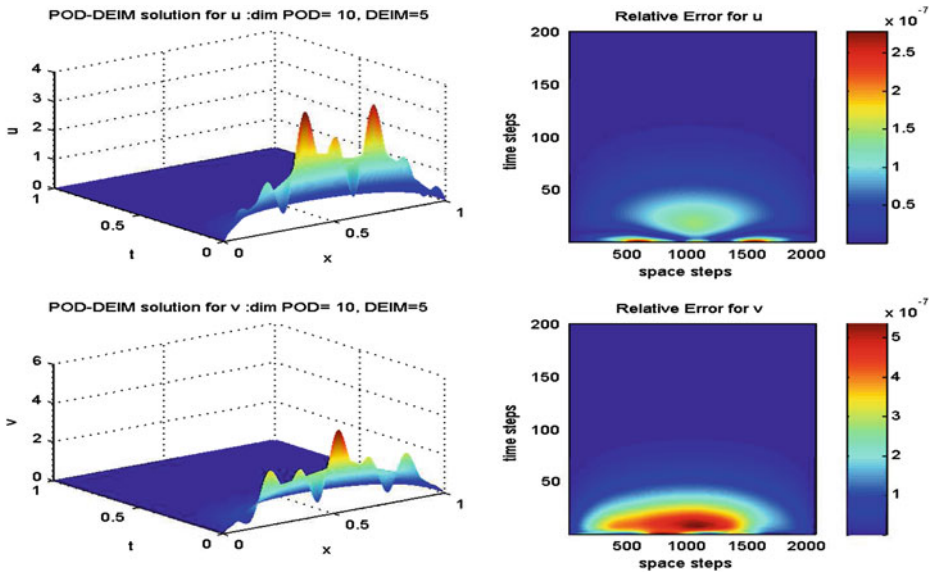 POD-DEIM solution for u :dim POD= 10, DEIM=5
4
3
2
1
0
u
1
0.5
0
t
0
0.5
1
x
Relative Error for u
200
150
100
50
time steps
500 1000 1500 2000
space steps
x 10-7
2.5
2
1.5
1
0.5
POD-DEIM solution for v :dim POD= 10, DEIM=5
6
4
2
0
v
1
0.5
0
t
0
0.5
1
x
Relative Error for v
200
150
100
50
time steps
500 1000 1500 2000
space steps
x 10-7
5
4
3
2
1